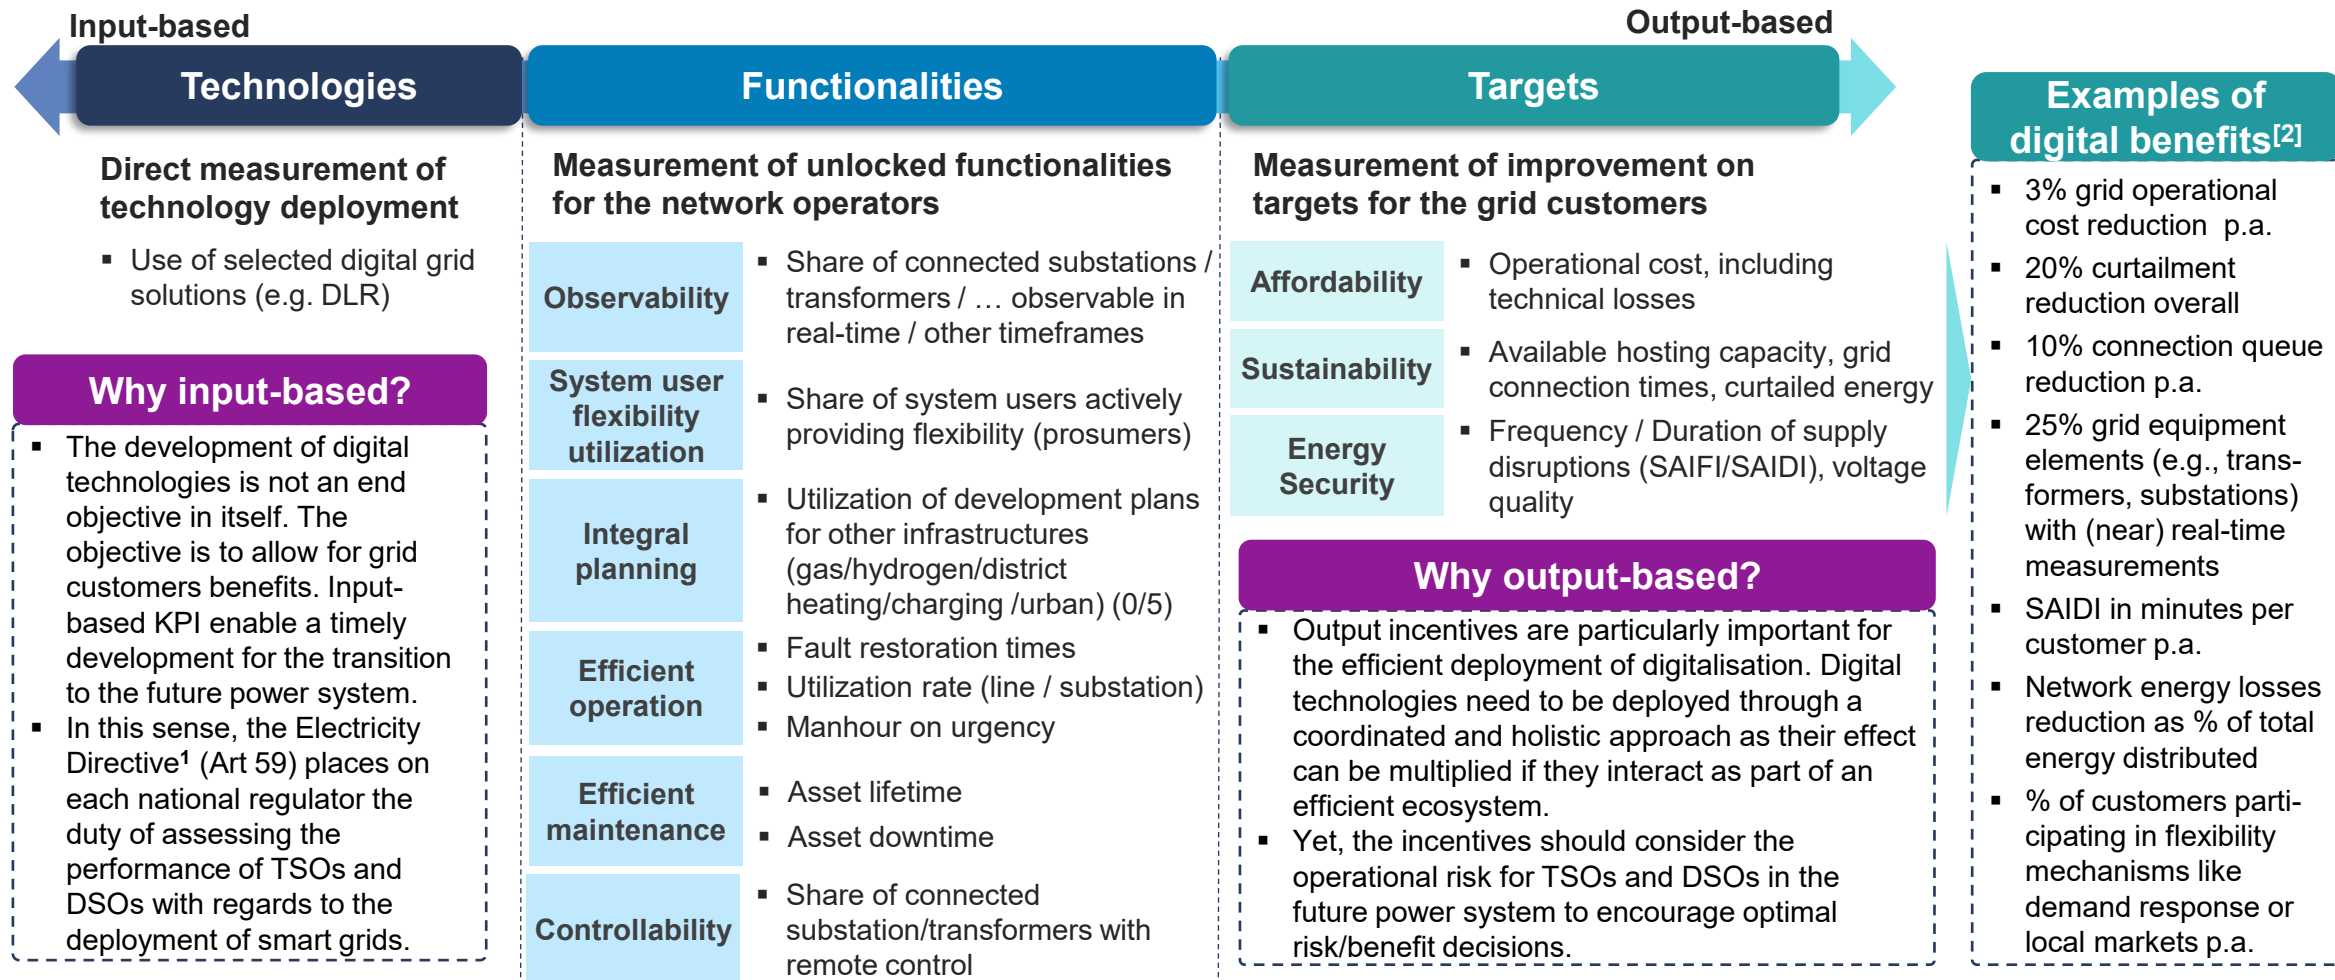 Input-based
Output-based
Technologies
Functionalities
Targets
Examples of
digital benefits[2]
Direct measurement of
technology deployment
▪ Use of selected digital grid
solutions (e.g. DLR)
Why input-based?
▪ The development of digital
technologies is not an end
objective in itself. The
objective is to allow for grid
customers benefits. Input-
based KPI enable a timely
development for the transition
to the future power system.
▪ In this sense, the Electricity
Directive¹ (Art 59) places on
each national regulator the
duty of assessing the
performance of TSOs and
DSOs with regards to the
deployment of smart grids.
Measurement of unlocked functionalities
for the network operators
Observability
▪ Share of connected substations /
transformers / … observable in
real-time / other timeframes
System user
flexibility
utilization
▪ Share of system users actively
providing flexibility (prosumers)
Integral
planning
▪ Utilization of development plans
for other infrastructures
(gas/hydrogen/district
heating/charging /urban) (0/5)
Efficient
operation
▪ Fault restoration times
▪ Utilization rate (line / substation)
▪ Manhour on urgency
Efficient
maintenance
▪ Asset lifetime
▪ Asset downtime
Controllability
▪ Share of connected
substation/transformers with
remote control
Measurement of improvement on
targets for the grid customers
Affordability
▪ Operational cost, including
technical losses
Sustainability
▪ Available hosting capacity, grid
connection times, curtailed energy
Energy
Security
▪ Frequency / Duration of supply
disruptions (SAIFI/SAIDI), voltage
quality
Why output-based?
▪ Output incentives are particularly important for
the efficient deployment of digitalisation. Digital
technologies need to be deployed through a
coordinated and holistic approach as their effect
can be multiplied if they interact as part of an
efficient ecosystem.
▪ Yet, the incentives should consider the
operational risk for TSOs and DSOs in the
future power system to encourage optimal
risk/benefit decisions.
▪ 3% grid operational
cost reduction p.a.
▪ 20% curtailment
reduction overall
▪ 10% connection queue
reduction p.a.
▪ 25% grid equipment
elements (e.g., trans-
formers, substations)
with (near) real-time
measurements
▪ SAIDI in minutes per
customer p.a.
▪ Network energy losses
reduction as % of total
energy distributed
▪ % of customers parti-
cipating in flexibility
mechanisms like
demand response or
local markets p.a.